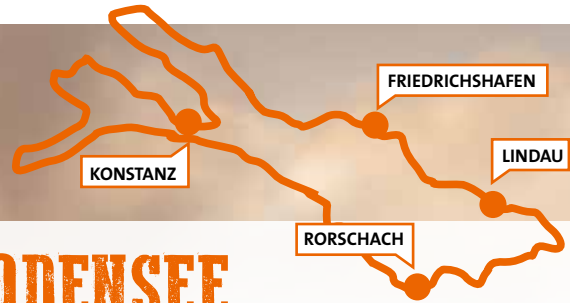 FRIEDRICHSHAFEN
LINDAU
KONSTANZ
RORSCHACH
ODENSEE